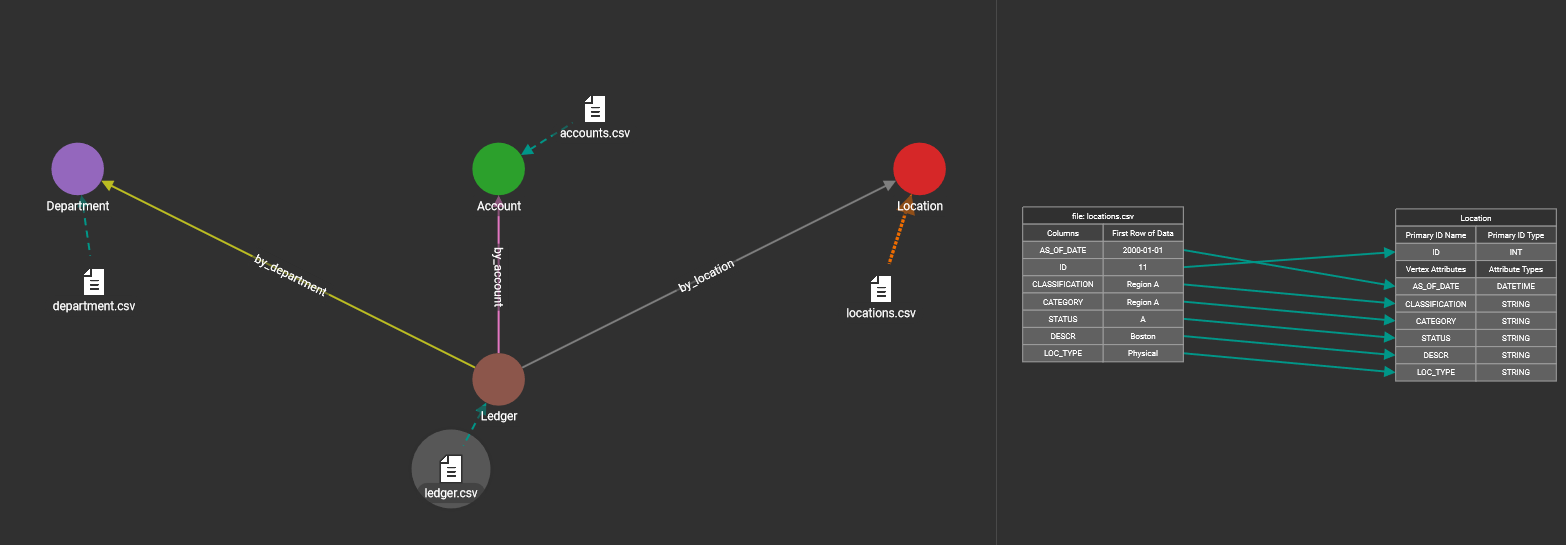 accounts.csv
Department
Account
Location
by_department
by_account
by_location
department.csv
locations.csv
Ledger
ledger.csv
file: locations.csv
Columns First Row of Data
AS_OF_DATE 2000-01-01
ID 11
CLASSIFICATION Region A
CATEGORY Region A
STATUS A
DESCR Boston
LOC_TYPE Physical
Location
Primary ID Name Primary ID Type
ID INT
Vertex Attributes Attribute Types
AS_OF_DATE DATETIME
CLASSIFICATION STRING
CATEGORY STRING
STATUS STRING
DESCR STRING
LOC_TYPE STRING